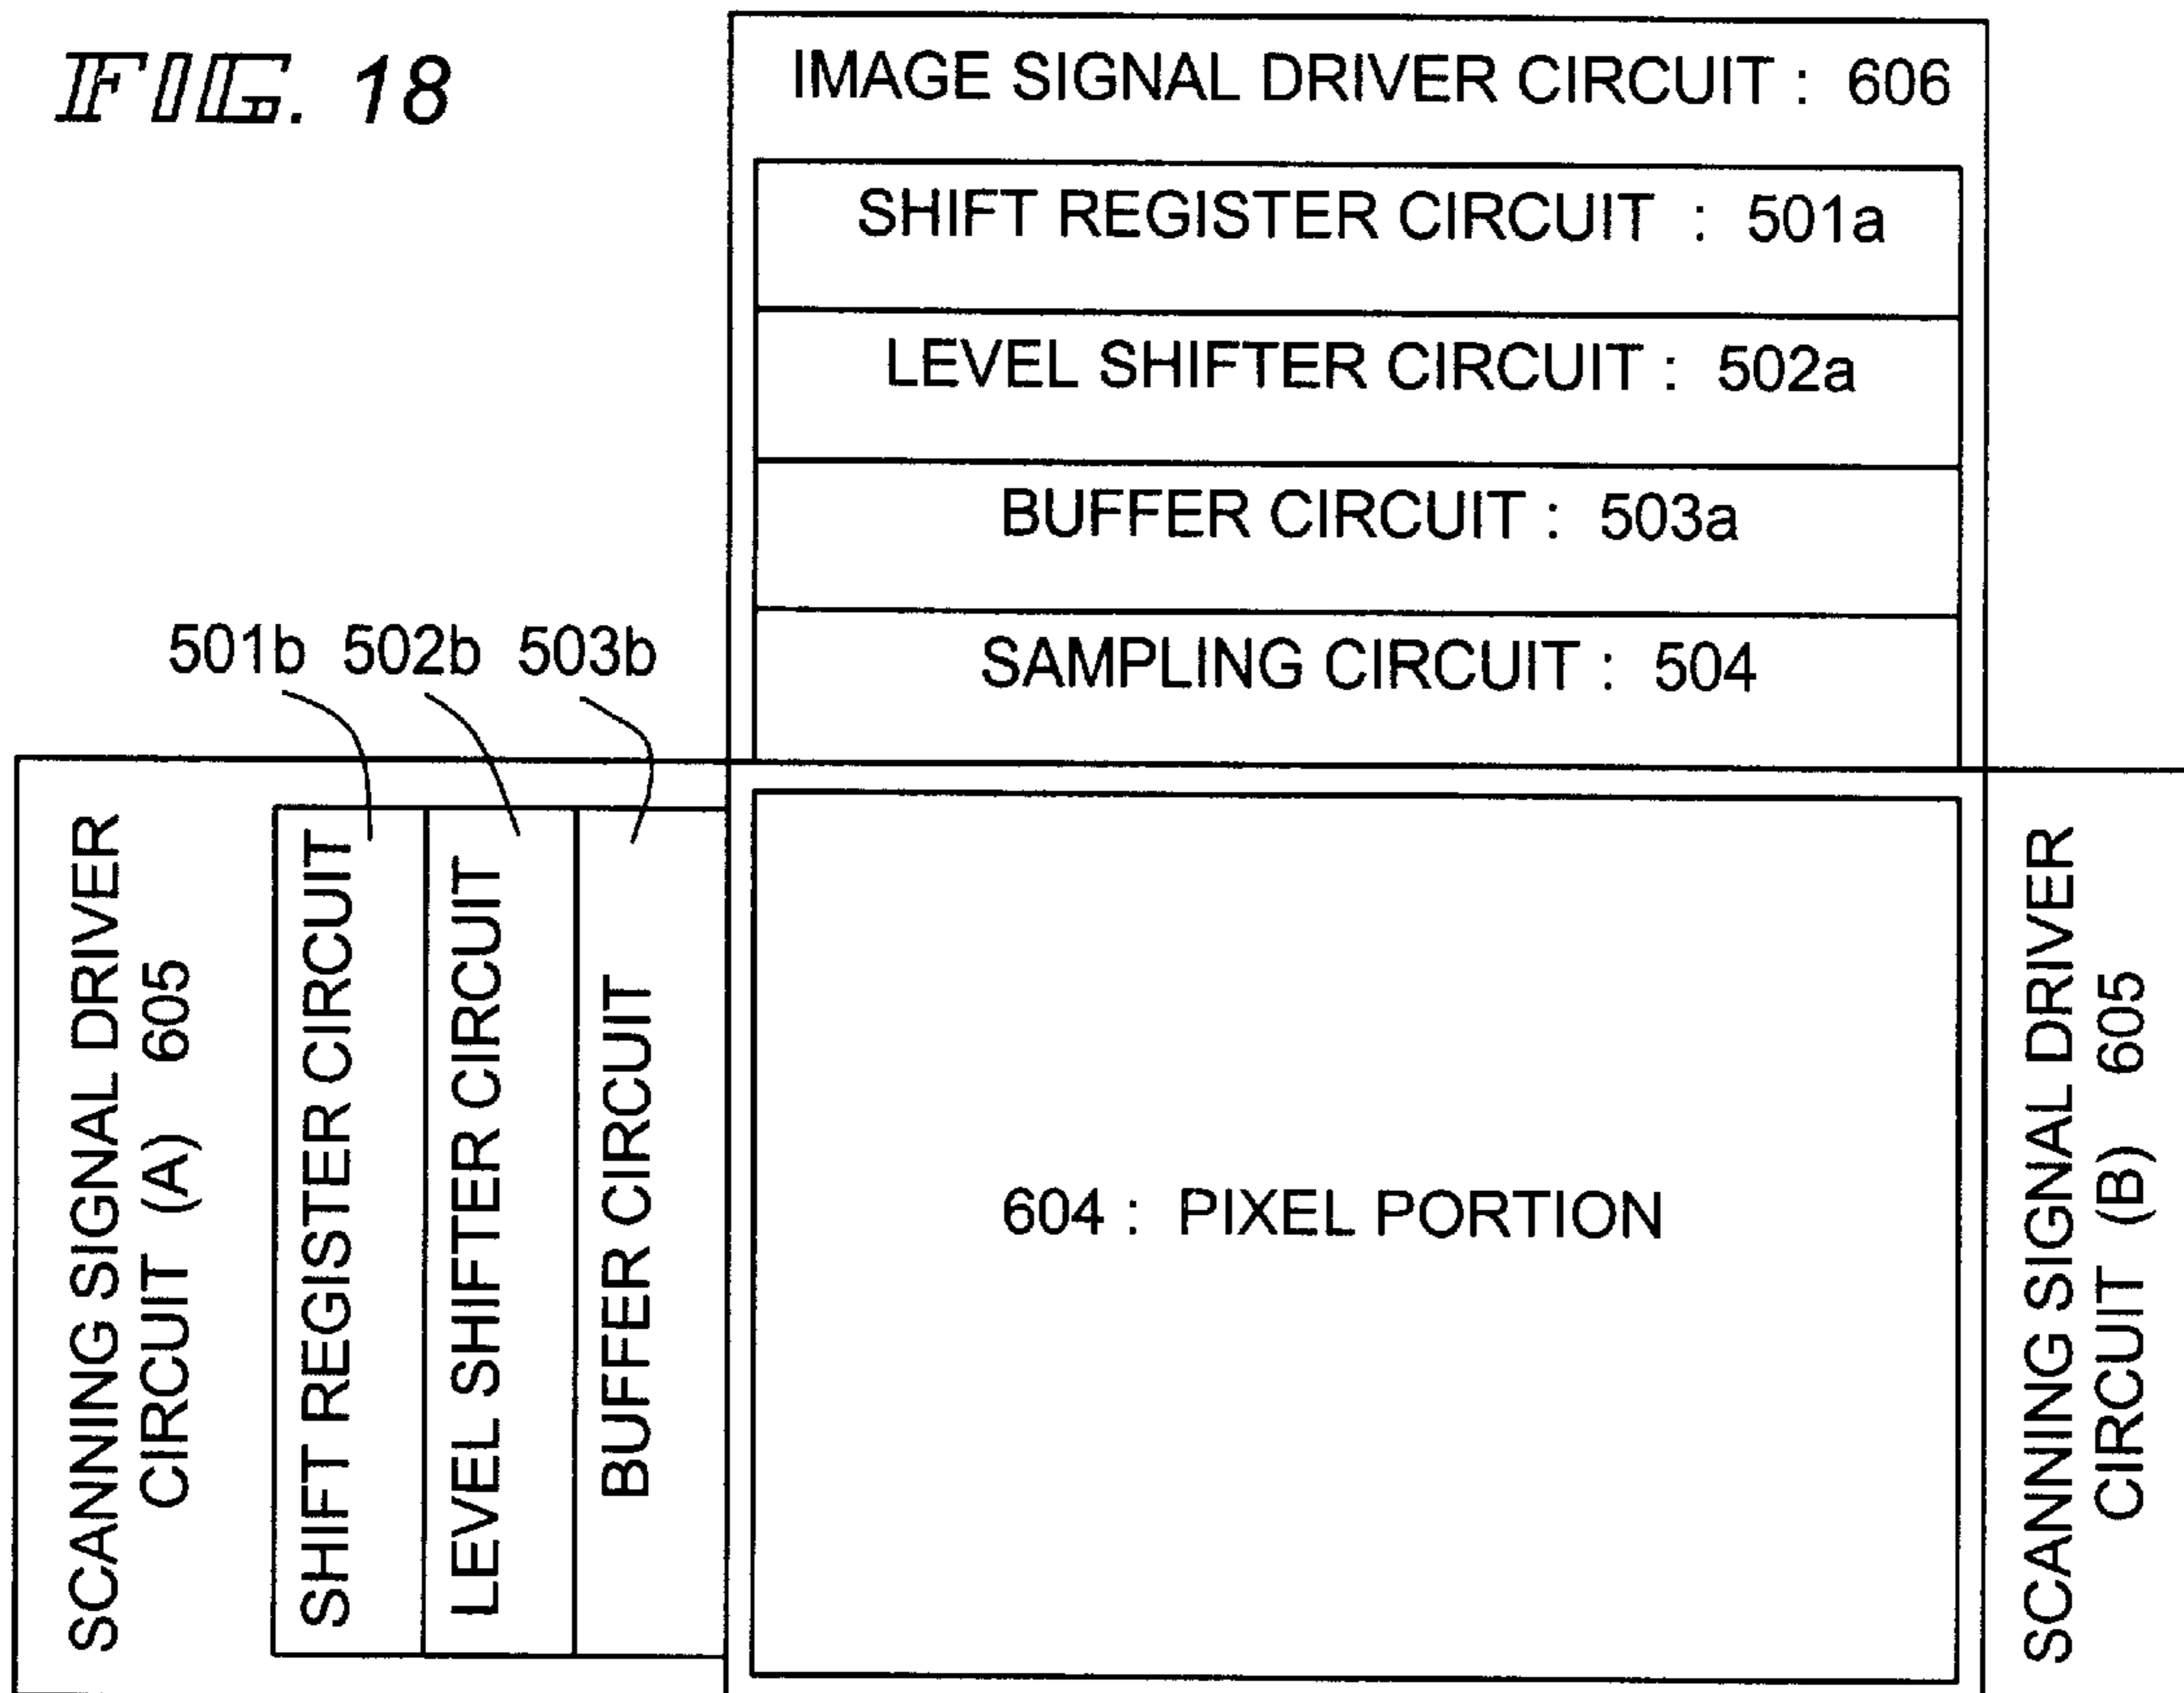 FIG. 18
IMAGE SIGNAL DRIVER CIRCUIT : 606
SHIFT REGISTER CIRCUIT : 501a
LEVEL SHIFTER CIRCUIT : 502a
BUFFER CIRCUIT : 503a
SAMPLING CIRCUIT : 504
501b 502b 503b
SCANNING SIGNAL DRIVER
CIRCUIT (A) 605
SHIFT REGISTER CIRCUIT
LEVEL SHIFTER CIRCUIT
BUFFER CIRCUIT
604 : PIXEL PORTION
SCANNING SIGNAL DRIVER
CIRCUIT (B) 605